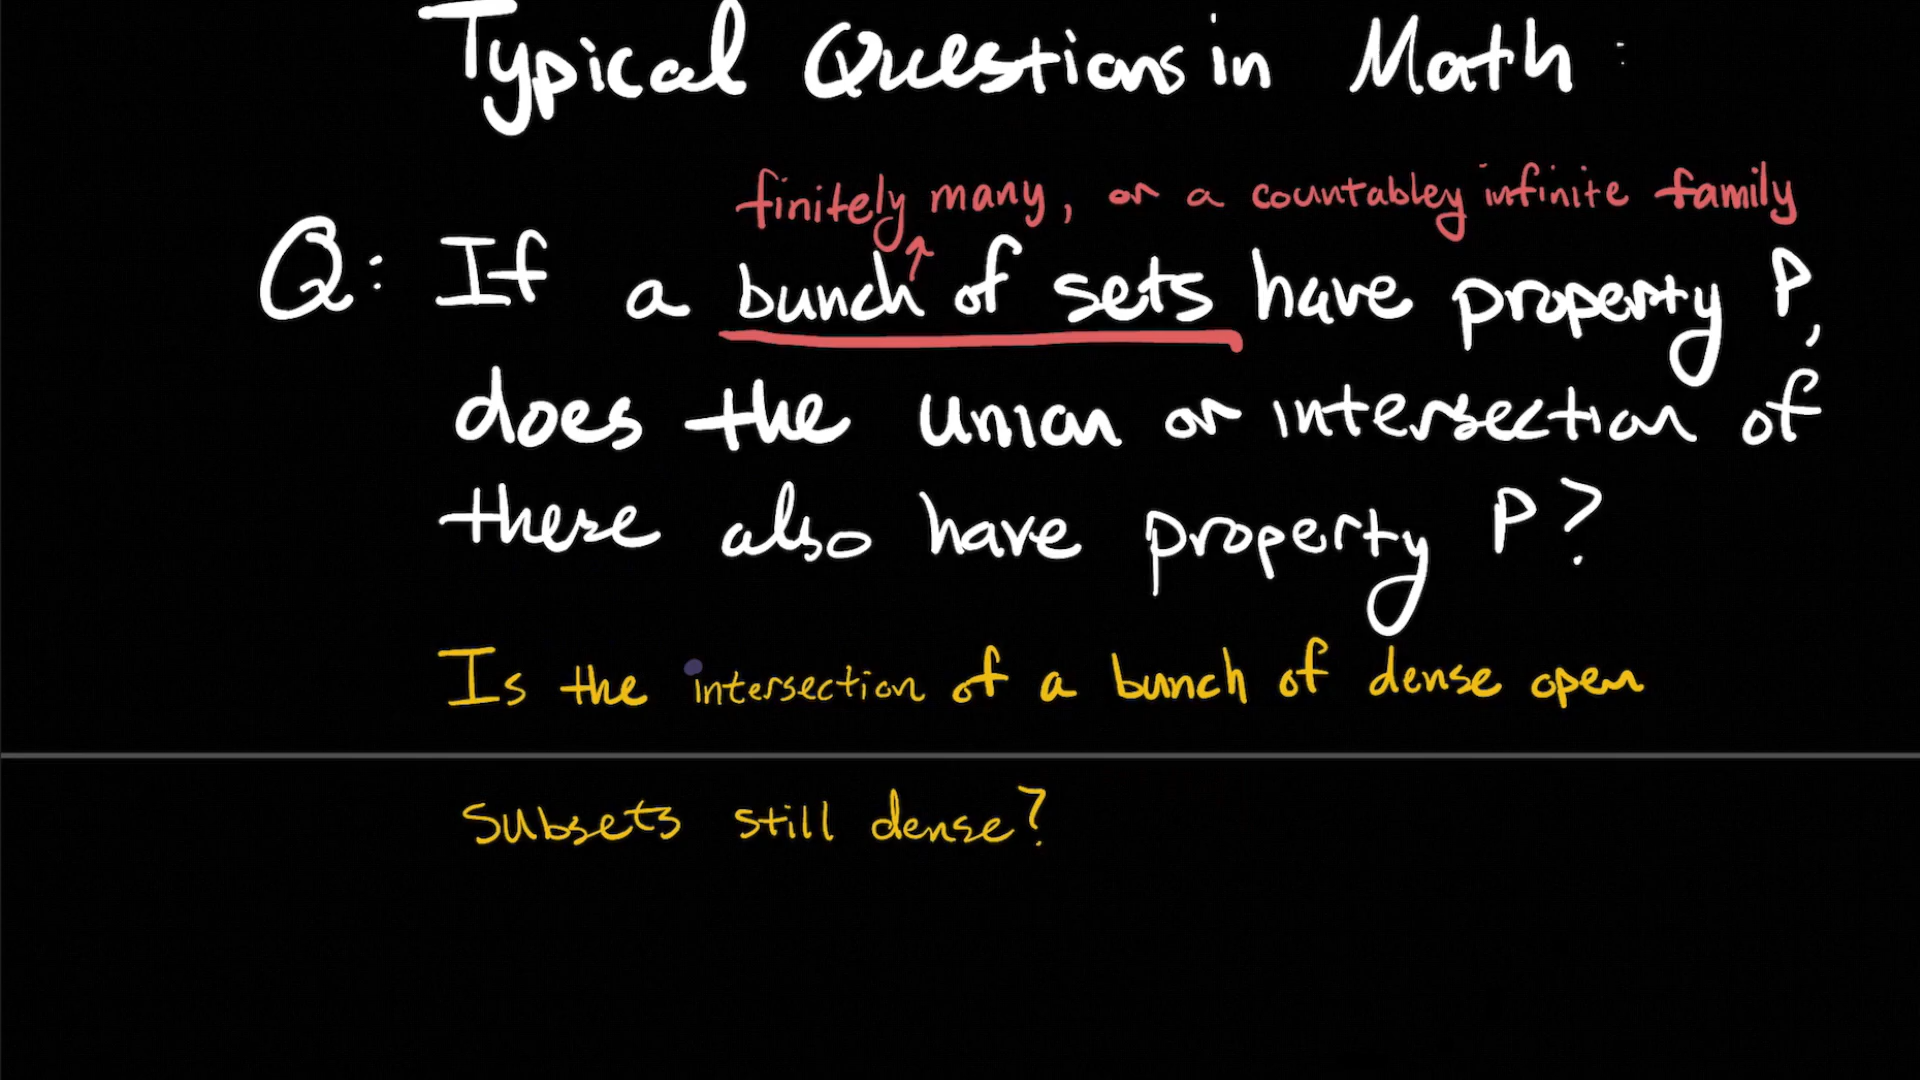 Typical Questions in Math:
finitely many, or a countabley infinite family
Q: If a bunch of sets have property P,
does the union or intersection of
these also have property P?
Is the intersection of a bunch of dense open
Subsets still dense?